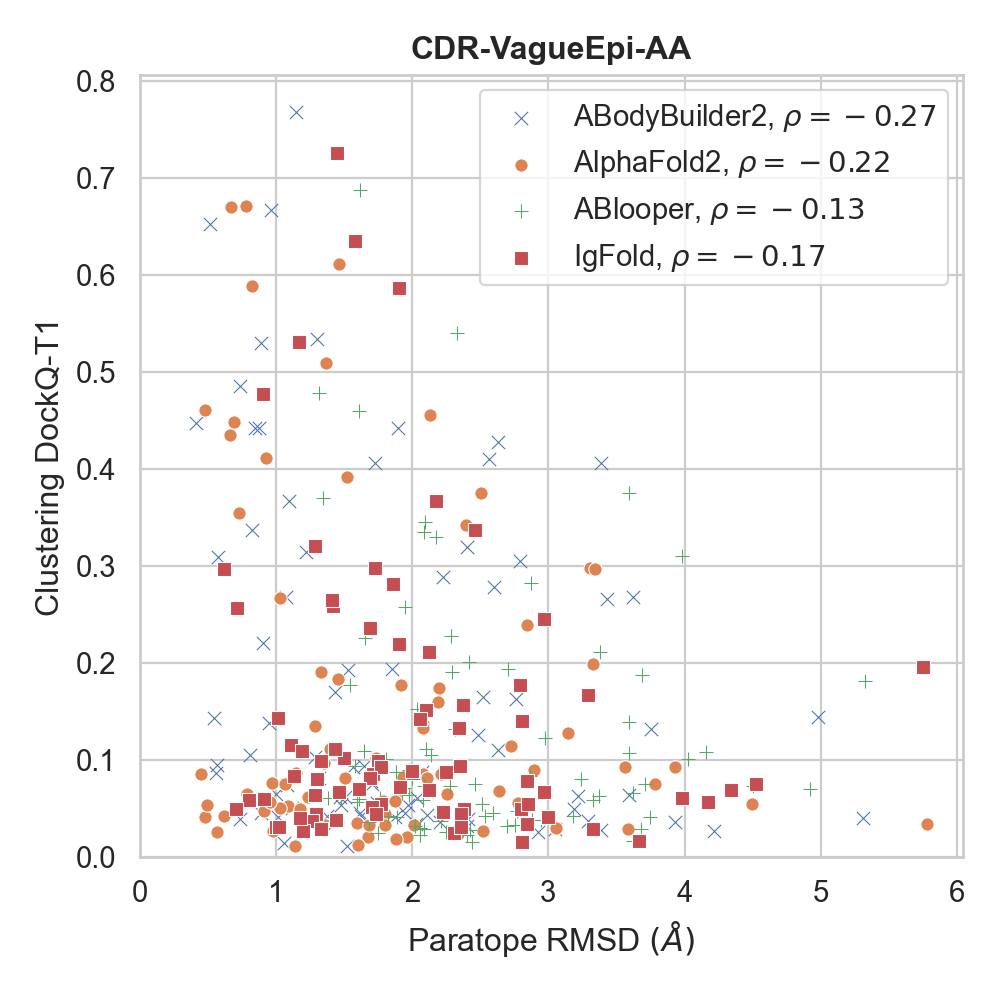 CDR-VagueEpi-AA
ABodyBuilder2, ρ = −0.27
AlphaFold2, ρ = −0.22
ABlooper, ρ = −0.13
IgFold, ρ = −0.17
Clustering DockQ-T1
0.8
0.7
0.6
0.5
0.4
0.3
0.2
0.1
0.0
0 1 2 3 4 5 6
Paratope RMSD (Å)